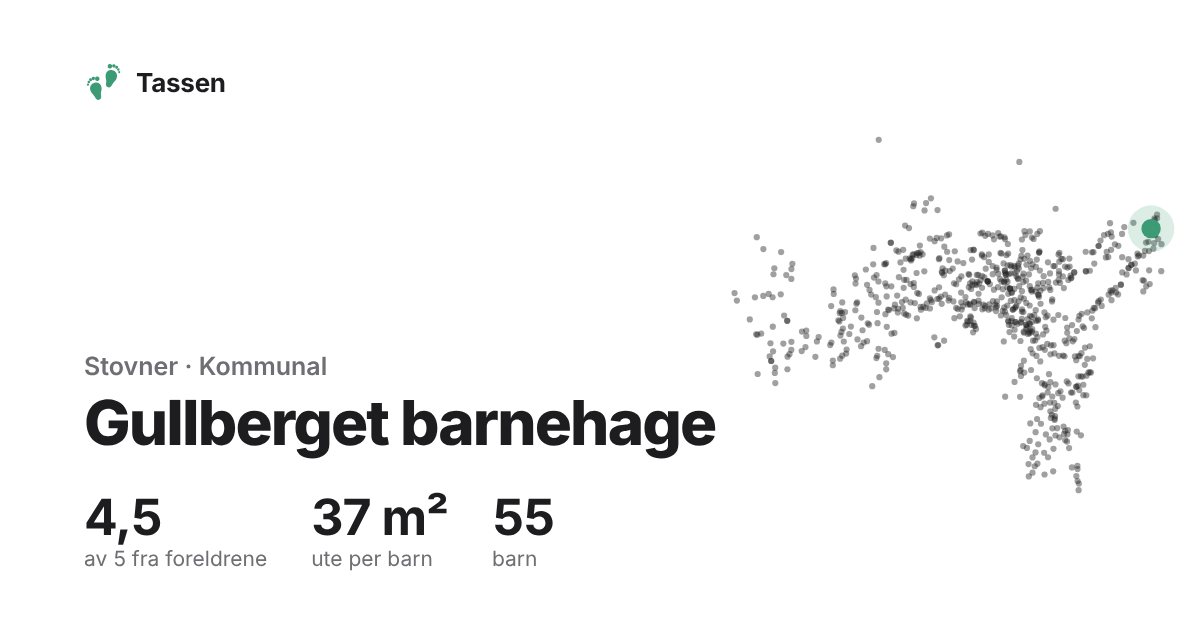 Tassen
Stovner · Kommunal
Gullberget barnehage
4,5
av 5 fra foreldrene
37 m²
ute per barn
55
barn